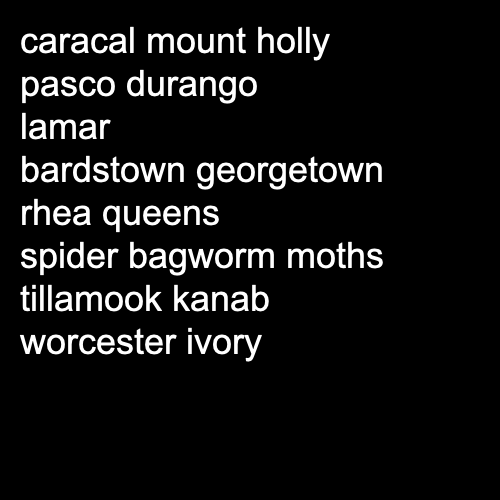 caracal mount holly
pasco durango
lamar
bardstown georgetown
rhea queens
spider bagworm moths
tillamook kanab
worcester ivory